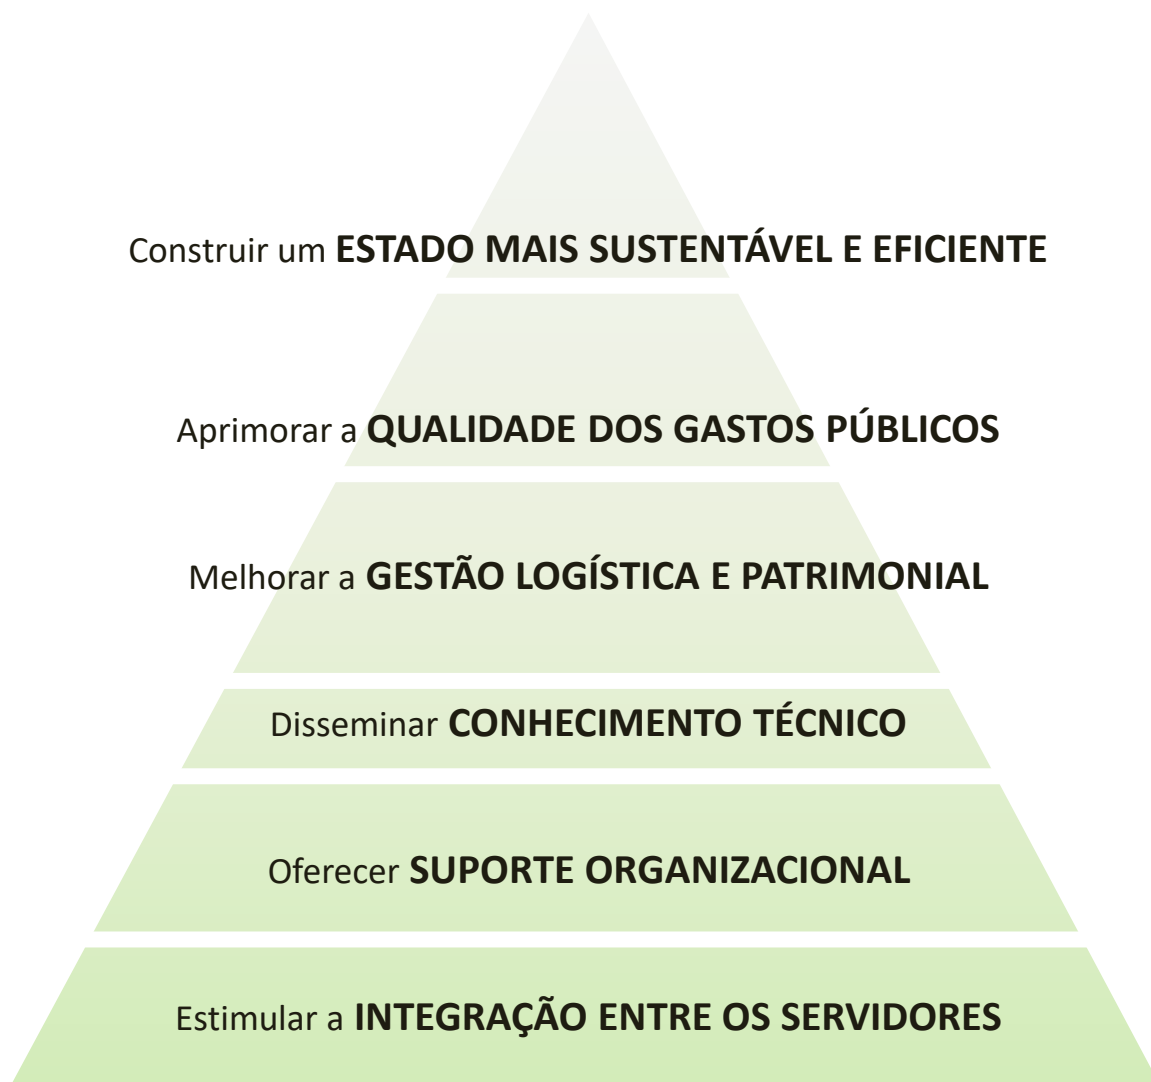 Construir um ESTADO MAIS SUSTENTÁVEL E EFICIENTE
Aprimorar a QUALIDADE DOS GASTOS PÚBLICOS
Melhorar a GESTÃO LOGÍSTICA E PATRIMONIAL
Disseminar CONHECIMENTO TÉCNICO
Oferecer SUPORTE ORGANIZACIONAL
Estimular a INTEGRAÇÃO ENTRE OS SERVIDORES